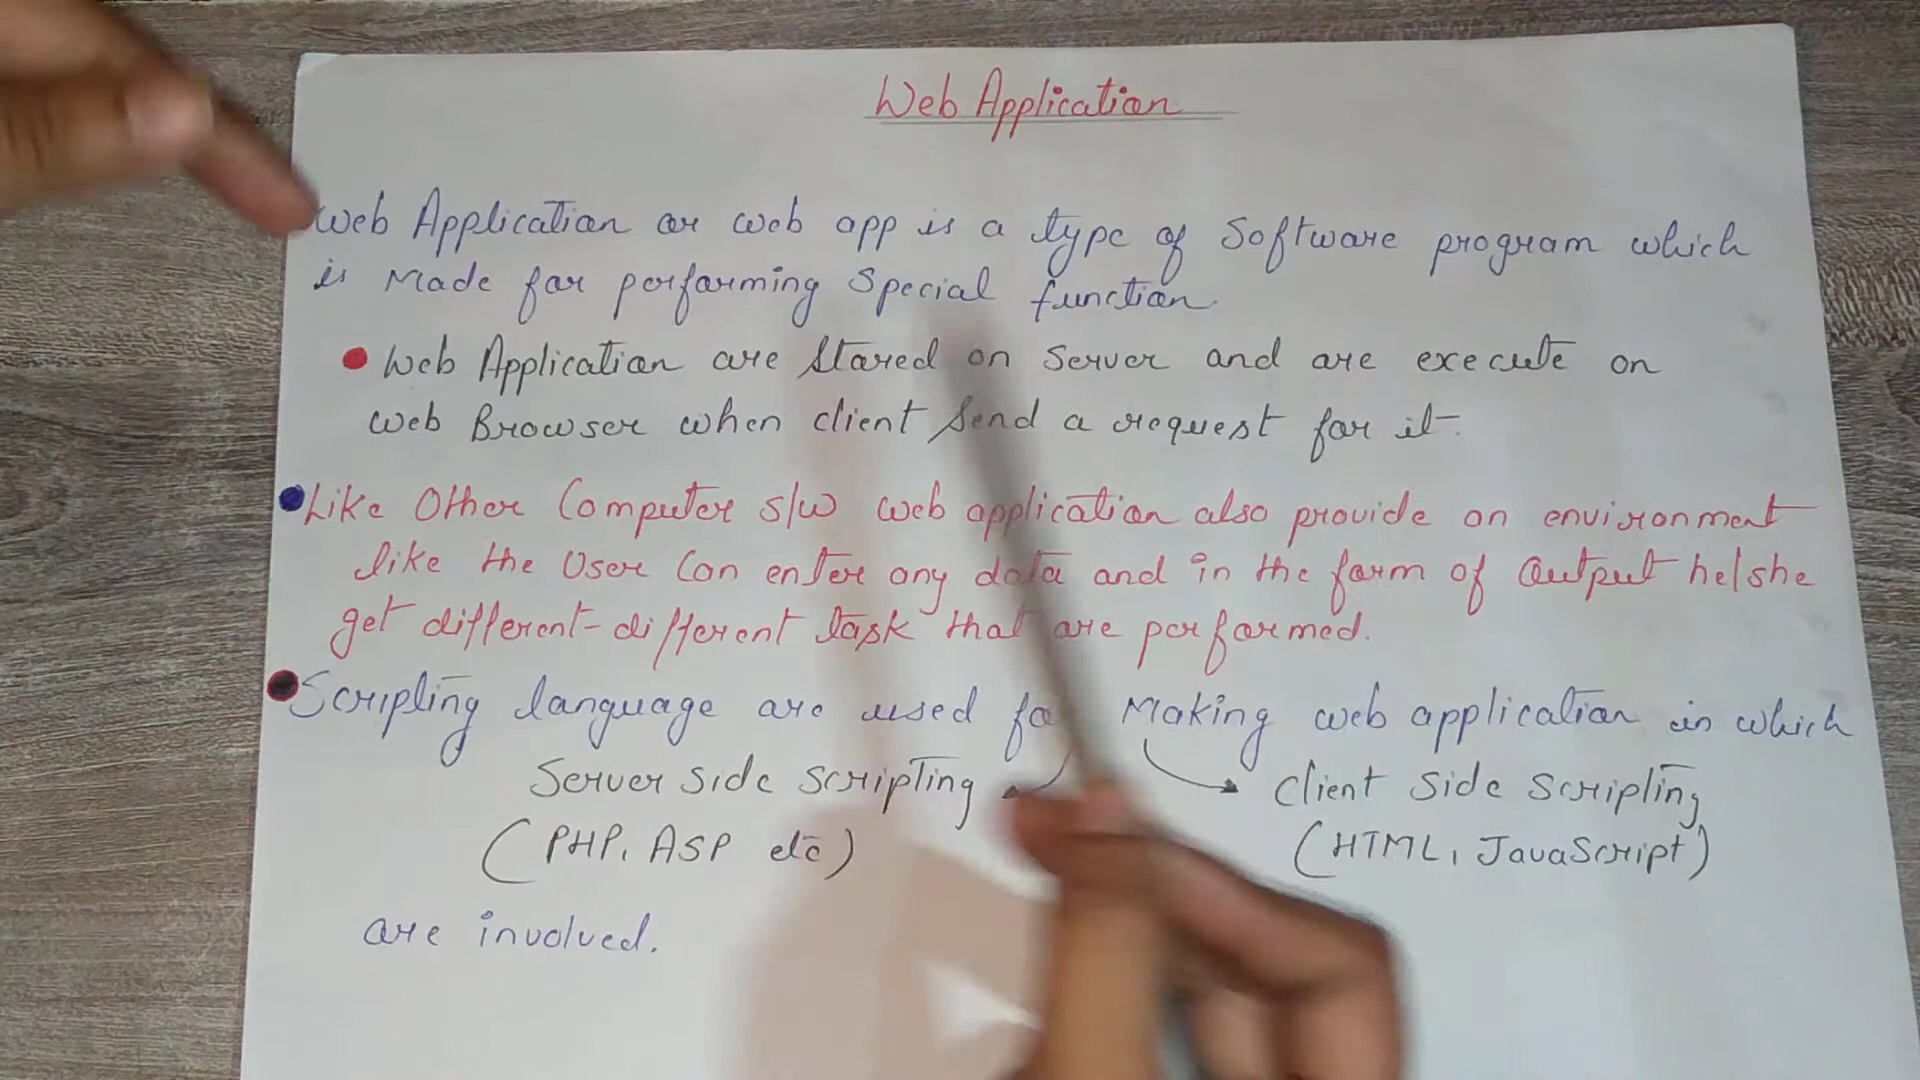 Web Application
Web Application or web app is a type of Software program which
is Made for performing Special function.
Web Application are Stored on Server and are execute on
Web Browser when client Send a request for it.
Like Other Computer s/w web application also provide an environment
like the User Can enter any data and in the form of Output he/she
get different-different task that are performed.
Scripting language are used for Making web application in which
Server side scripting
Client Side Scripting
(PHP, ASP etc)
(HTML, JavaScript)
are involved.